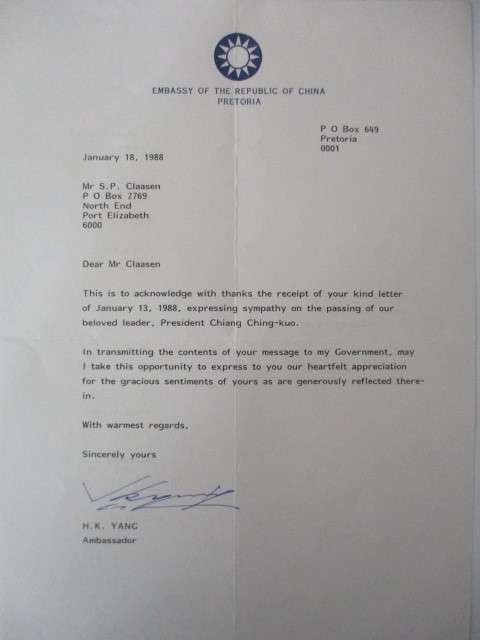 EMBASSY OF THE REPUBLIC OF CHINA
PRETORIA
P O Box 649
Pretoria
0001
January 18, 1988
Mr S.P. Claasen
P O Box 2769
North End
Port Elizabeth
6000
Dear Mr Claasen
This is to acknowledge with thanks the receipt of your kind letter
of January 13, 1988, expressing sympathy on the passing of our
beloved leader, President Chiang Ching-kuo.
In transmitting the contents of your message to my Government, may
I take this opportunity to express to you our heartfelt appreciation
for the gracious sentiments of yours as are generously reflected there-
in.
With warmest regards,
Sincerely yours
H.K. YANG
Ambassador